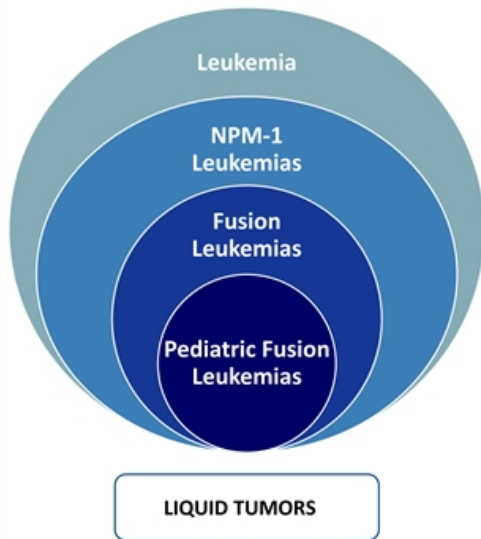 Leukemia
NPM-1
Leukemias
Fusion
Leukemias
Pediatric Fusion
Leukemias
LIQUID TUMORS